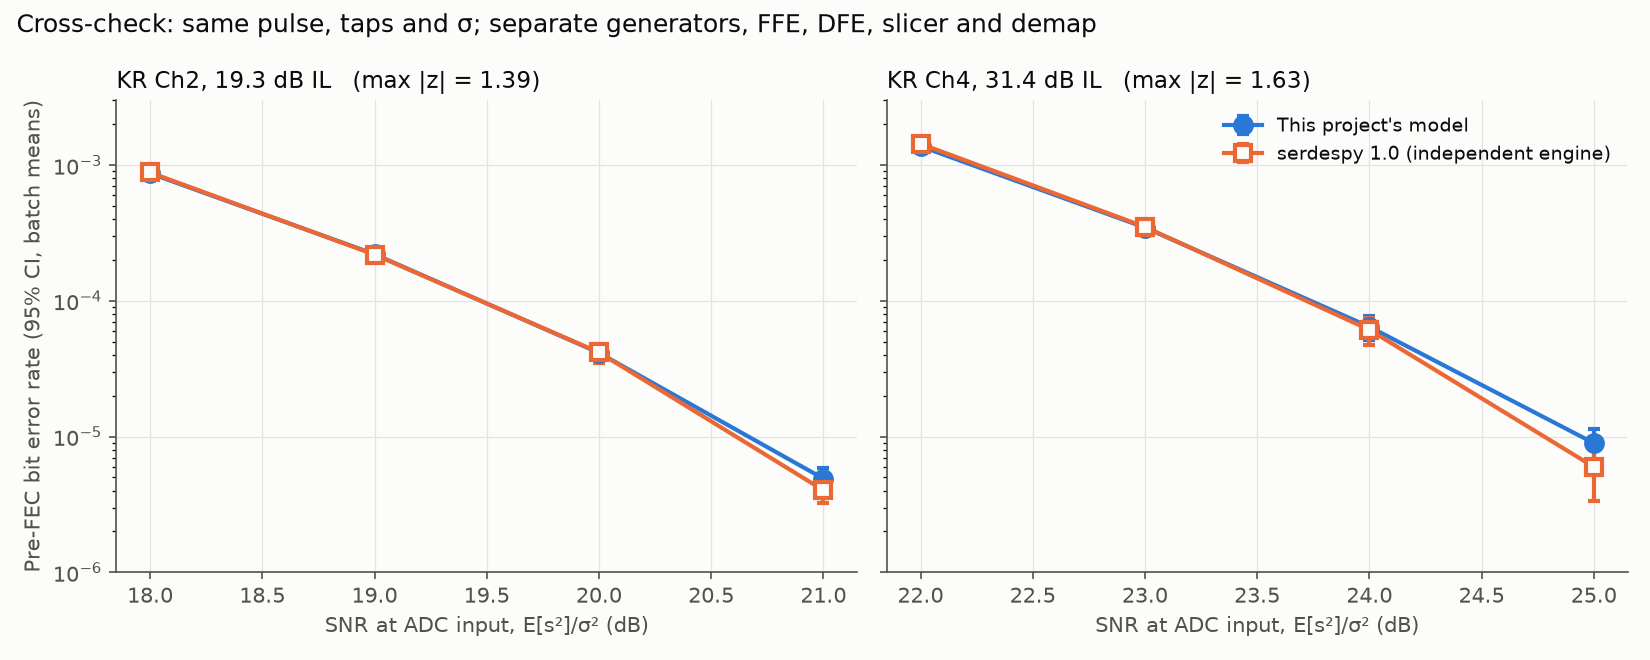 Cross-check: same pulse, taps and σ; separate generators, FFE, DFE, slicer and demap
KR Ch2, 19.3 dB IL (max |z| = 1.39)
KR Ch4, 31.4 dB IL (max |z| = 1.63)
This project's model
serdespy 1.0 (independent engine)
Pre-FEC bit error rate (95% CI, batch means)
10⁻³
10⁻⁴
10⁻⁵
10⁻⁶
18.0 18.5 19.0 19.5 20.0 20.5 21.0
22.0 22.5 23.0 23.5 24.0 24.5 25.0
SNR at ADC input, E[s²]/σ² (dB)
SNR at ADC input, E[s²]/σ² (dB)